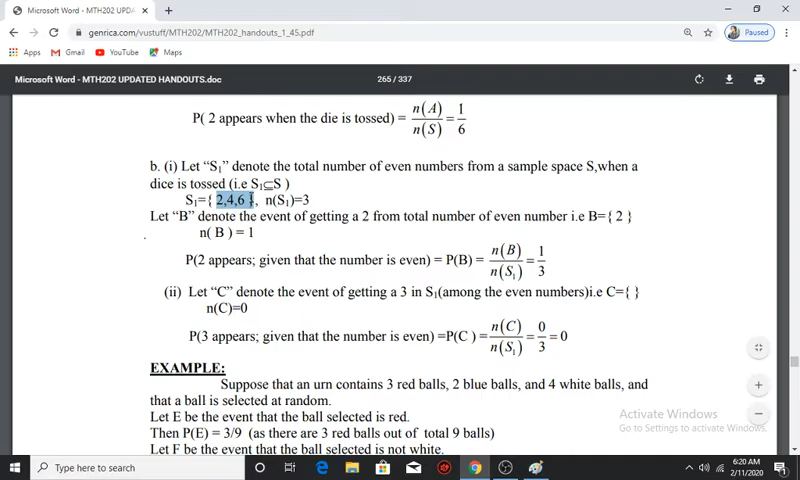 Microsoft Word - MTH202 UPDA
genrica.com/vustuff/MTH202/MTH202_handouts_1_45.pdf
Paused
Apps Gmail YouTube Maps
Microsoft Word - MTH202 UPDATED HANDOUTS.doc
265 / 337
P( 2 appears when the die is tossed) = n(A)/n(S) = 1/6
b. (i) Let “S₁” denote the total number of even numbers from a sample space S,when a
dice is tossed (i.e S₁⊆S )
S₁={ 2,4,6 }, n(S₁)=3
Let “B” denote the event of getting a 2 from total number of even number i.e B={ 2 }
n( B ) = 1
P(2 appears; given that the number is even) = P(B) = n(B)/n(S₁) = 1/3
(ii) Let “C” denote the event of getting a 3 in S₁(among the even numbers)i.e C={ }
n(C)=0
P(3 appears; given that the number is even) =P(C ) = n(C)/n(S₁) = 0/3 = 0
EXAMPLE:
Suppose that an urn contains 3 red balls, 2 blue balls, and 4 white balls, and
that a ball is selected at random.
Let E be the event that the ball selected is red.
Then P(E) = 3/9 (as there are 3 red balls out of total 9 balls)
Let F be the event that the ball selected is not white.
Activate Windows
Go to Settings to activate Windows.
Type here to search
6:20 AM
2/11/2020